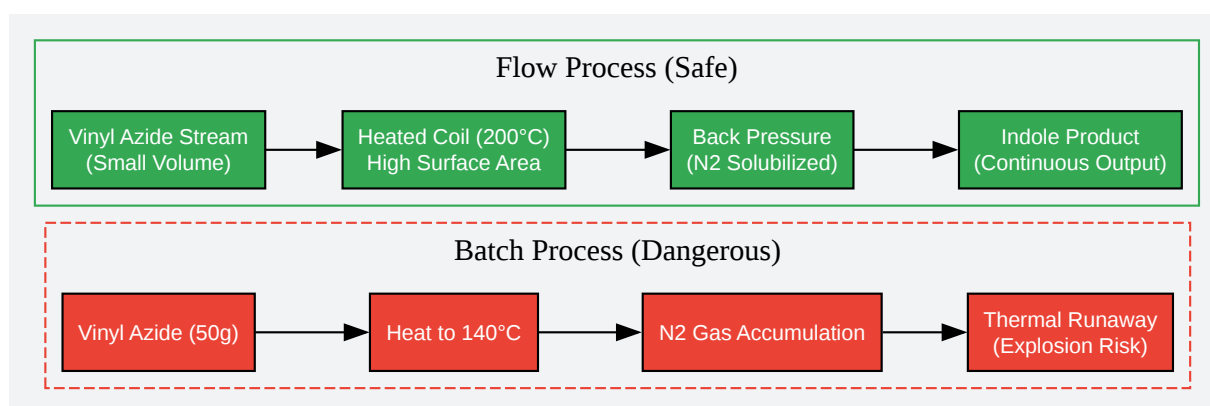 Flow Process (Safe)
Vinyl Azide Stream
(Small Volume)
Heated Coil (200°C)
High Surface Area
Back Pressure
(N2 Solubilized)
Indole Product
(Continuous Output)
Batch Process (Dangerous)
Vinyl Azide (50g)
Heat to 140°C
N2 Gas Accumulation
Thermal Runaway
(Explosion Risk)